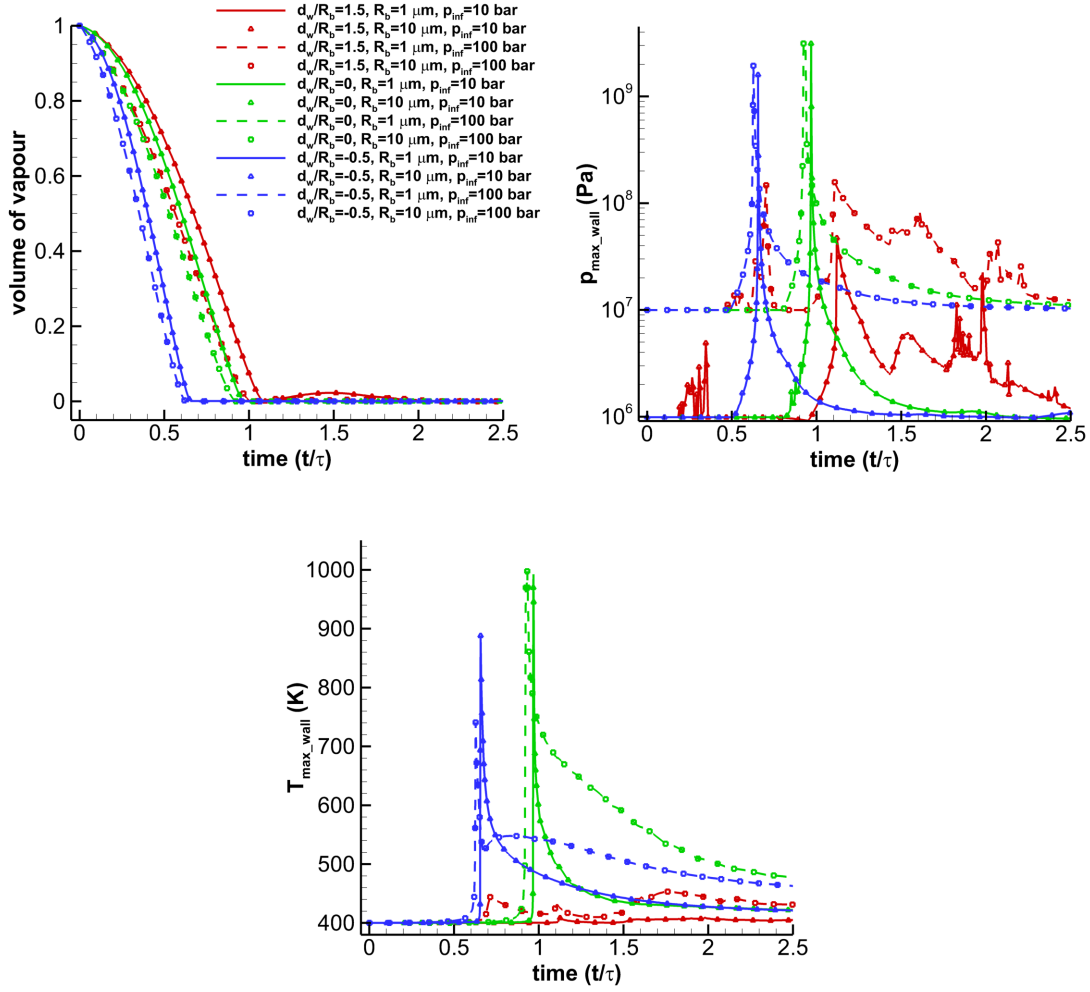 d_w/R_b=1.5, R_b=1 μm, p_inf=10 bar
d_w/R_b=1.5, R_b=10 μm, p_inf=10 bar
d_w/R_b=1.5, R_b=1 μm, p_inf=100 bar
d_w/R_b=1.5, R_b=10 μm, p_inf=100 bar
d_w/R_b=0, R_b=1 μm, p_inf=10 bar
d_w/R_b=0, R_b=10 μm, p_inf=10 bar
d_w/R_b=0, R_b=1 μm, p_inf=100 bar
d_w/R_b=0, R_b=10 μm, p_inf=100 bar
d_w/R_b=-0.5, R_b=1 μm, p_inf=10 bar
d_w/R_b=-0.5, R_b=10 μm, p_inf=10 bar
d_w/R_b=-0.5, R_b=1 μm, p_inf=100 bar
d_w/R_b=-0.5, R_b=10 μm, p_inf=100 bar
volume of vapour
1
0.8
0.6
0.4
0.2
0
0 0.5 1 1.5 2 2.5
time (t/τ)
p_max_wall (Pa)
10^9
10^8
10^7
10^6
0 0.5 1 1.5 2 2.5
time (t/τ)
T_max_wall (K)
1000
900
800
700
600
500
400
0 0.5 1 1.5 2 2.5
time (t/τ)